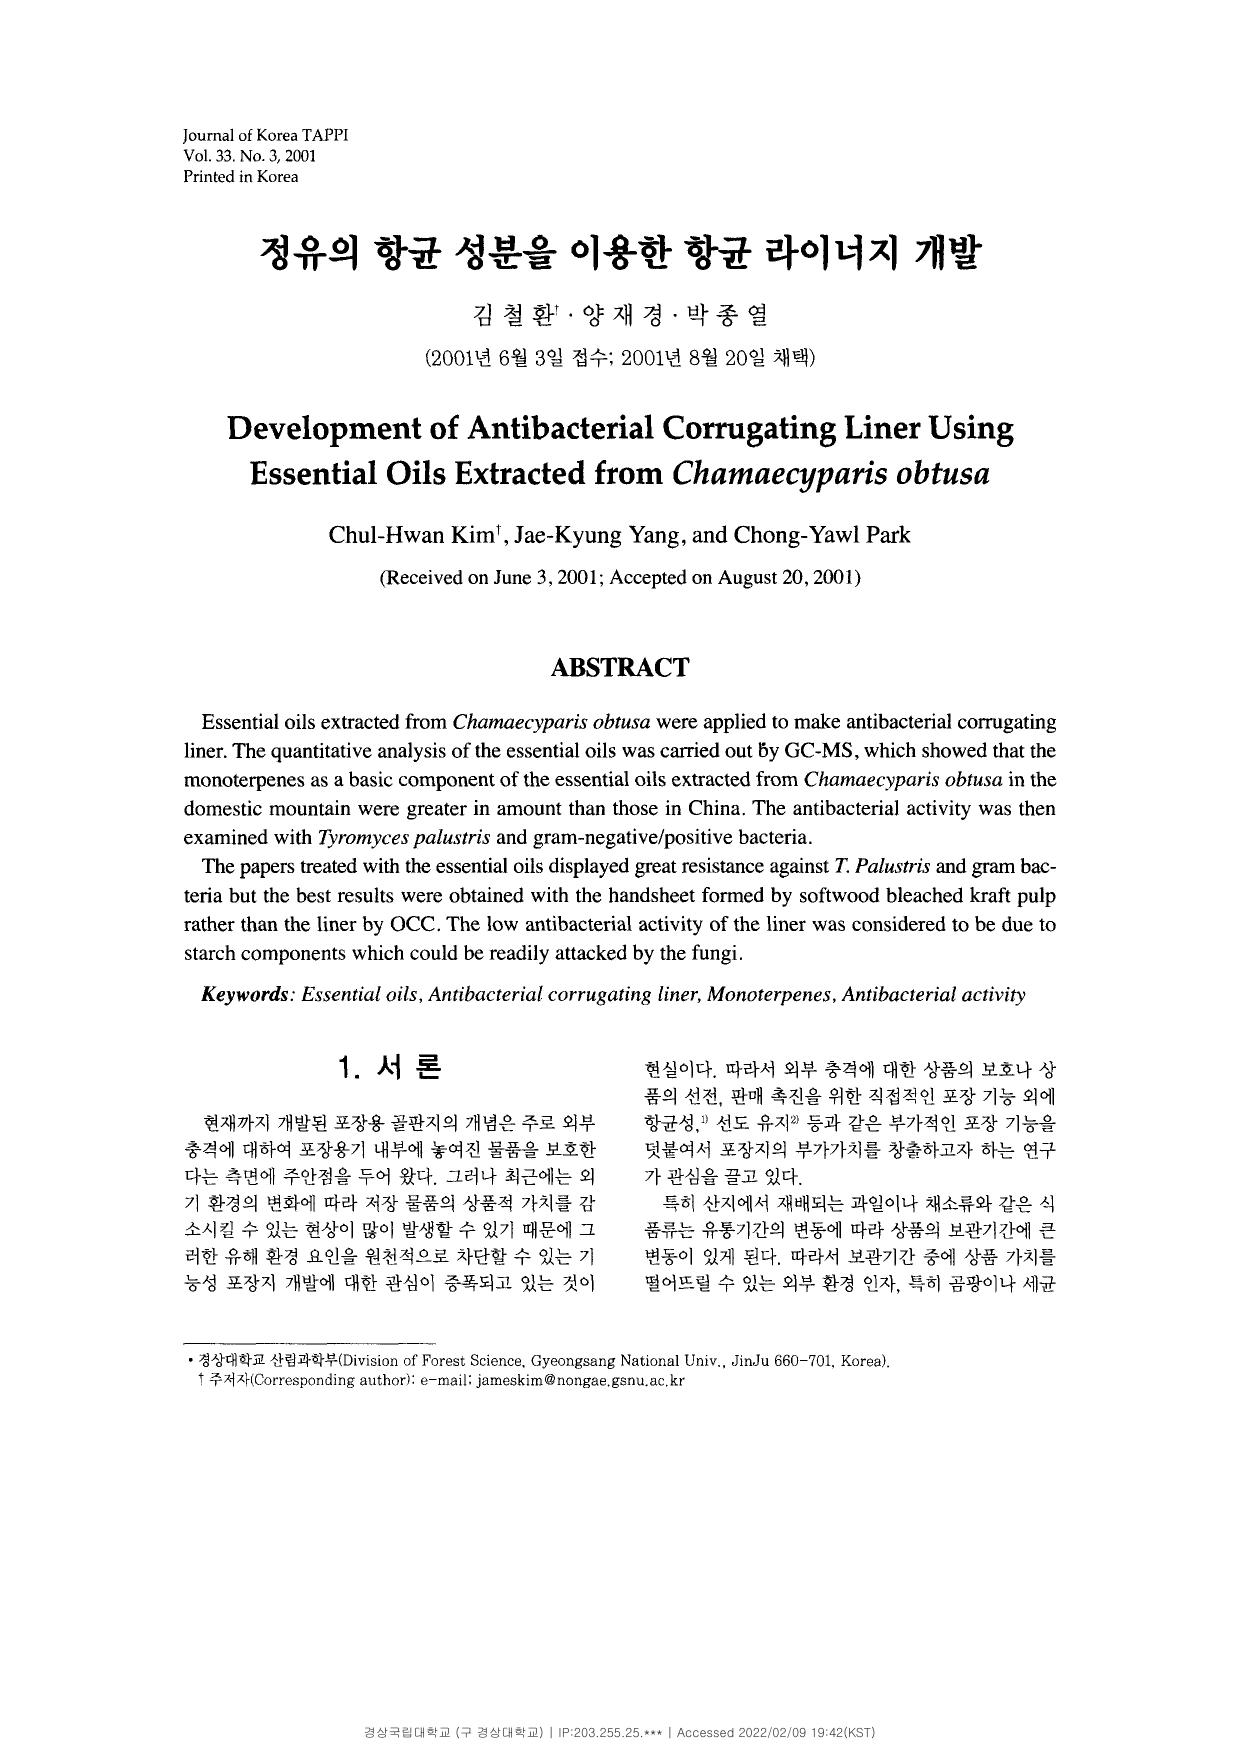 Journal of Korea TAPPI
Vol. 33. No. 3, 2001
Printed in Korea
정유의 항균 성분을 이용한 항균 라이너지 개발
김 철 환† · 양 재 경 · 박 종 열
(2001년 6월 3일 접수; 2001년 8월 20일 채택)
Development of Antibacterial Corrugating Liner Using
Essential Oils Extracted from Chamaecyparis obtusa
Chul-Hwan Kim†, Jae-Kyung Yang, and Chong-Yawl Park
(Received on June 3, 2001; Accepted on August 20, 2001)
ABSTRACT
Essential oils extracted from Chamaecyparis obtusa were applied to make antibacterial corrugating
liner. The quantitative analysis of the essential oils was carried out by GC-MS, which showed that the
monoterpenes as a basic component of the essential oils extracted from Chamaecyparis obtusa in the
domestic mountain were greater in amount than those in China. The antibacterial activity was then
examined with Tyromyces palustris and gram-negative/positive bacteria.
The papers treated with the essential oils displayed great resistance against T. Palustris and gram bac-
teria but the best results were obtained with the handsheet formed by softwood bleached kraft pulp
rather than the liner by OCC. The low antibacterial activity of the liner was considered to be due to
starch components which could be readily attacked by the fungi.
Keywords: Essential oils, Antibacterial corrugating liner, Monoterpenes, Antibacterial activity
1. 서 론
현재까지 개발된 포장용 골판지의 개념은 주로 외부
충격에 대하여 포장용기 내부에 놓여진 물품을 보호한
다는 측면에 주안점을 두어 왔다. 그러나 최근에는 외
기 환경의 변화에 따라 저장 물품의 상품적 가치를 감
소시킬 수 있는 현상이 많이 발생할 수 있기 때문에 그
러한 유해 환경 요인을 원천적으로 차단할 수 있는 기
능성 포장지 개발에 대한 관심이 증폭되고 있는 것이
현실이다. 따라서 외부 충격에 대한 상품의 보호나 상
품의 선전, 판매 촉진을 위한 직접적인 포장 기능 외에
항균성,1) 선도 유지2) 등과 같은 부가적인 포장 기능을
덧붙여서 포장지의 부가가치를 창출하고자 하는 연구
가 관심을 끌고 있다.
특히 산지에서 재배되는 과일이나 채소류와 같은 식
품류는 유통기간의 변동에 따라 상품의 보관기간에 큰
변동이 있게 된다. 따라서 보관기간 중에 상품 가치를
떨어뜨릴 수 있는 외부 환경 인자, 특히 곰팡이나 세균
• 경상대학교 산림과학부(Division of Forest Science, Gyeongsang National Univ., JinJu 660-701, Korea).
† 주저자(Corresponding author): e-mail: jameskim@nongae.gsnu.ac.kr
경상국립대학교 (구 경상대학교) | IP:203.255.25.*** | Accessed 2022/02/09 19:42(KST)